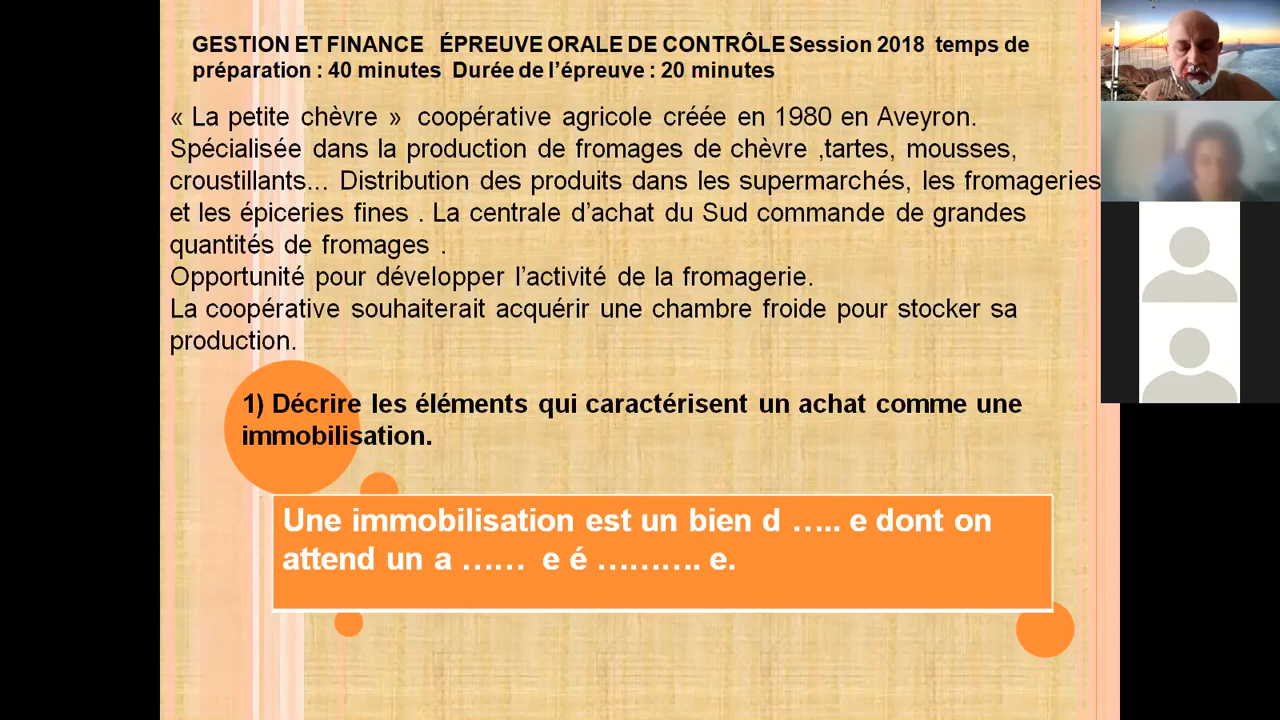 GESTION ET FINANCE ÉPREUVE ORALE DE CONTRÔLE Session 2018 temps de
préparation : 40 minutes Durée de l’épreuve : 20 minutes
« La petite chèvre » coopérative agricole créée en 1980 en Aveyron.
Spécialisée dans la production de fromages de chèvre ,tartes, mousses,
croustillants... Distribution des produits dans les supermarchés, les fromageries
et les épiceries fines . La centrale d’achat du Sud commande de grandes
quantités de fromages .
Opportunité pour développer l’activité de la fromagerie.
La coopérative souhaiterait acquérir une chambre froide pour stocker sa
production.
1) Décrire les éléments qui caractérisent un achat comme une
immobilisation.
Une immobilisation est un bien d ….. e dont on
attend un a …… e é ………. e.